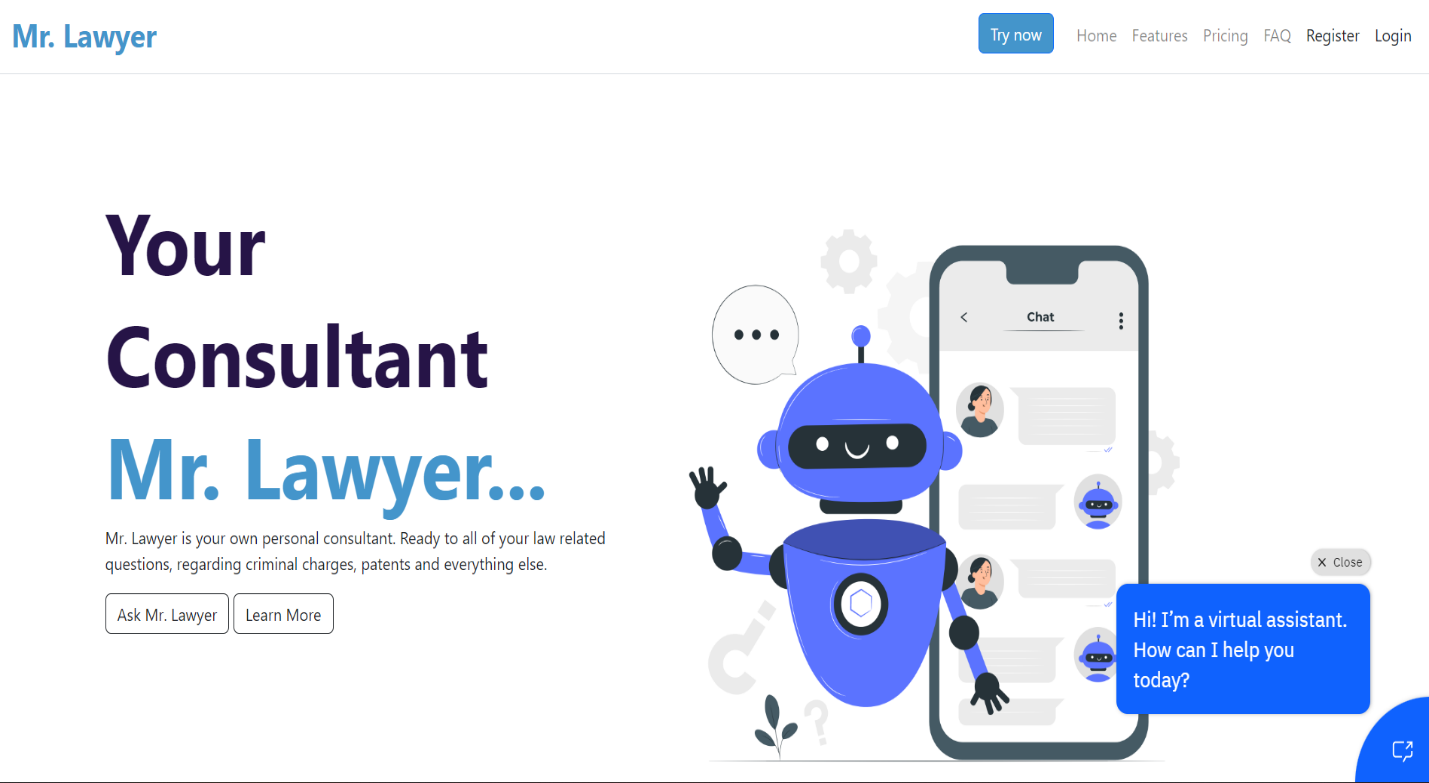 Mr. Lawyer
Try now
Home
Features
Pricing
FAQ
Register
Login
Your
Consultant
Mr. Lawyer...
Mr. Lawyer is your own personal consultant. Ready to all of your law related
questions, regarding criminal charges, patents and everything else.
Ask Mr. Lawyer
Learn More
Chat
Close
Hi! I'm a virtual assistant.
How can I help you
today?